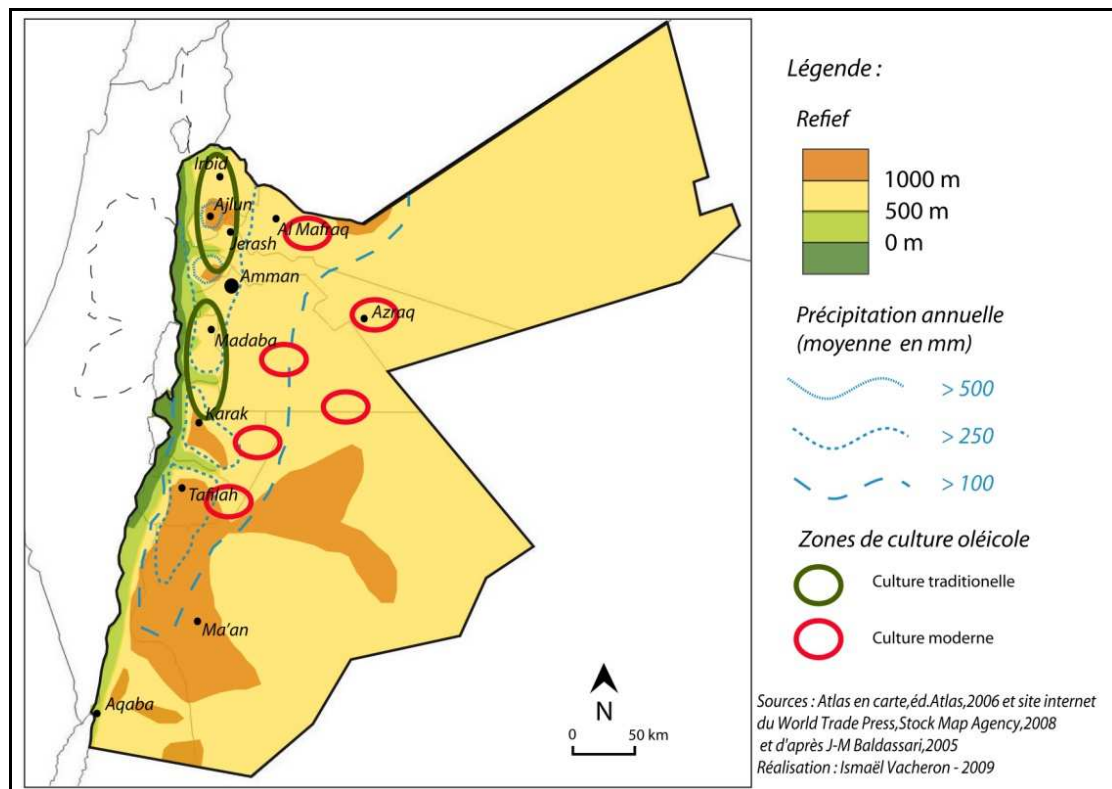 Irbid
Ajlun
Jerash
Al Mafraq
Amman
Azraq
Madaba
Karak
Tafilah
Ma'an
Aqaba
N
0 50 km
Légende :
Refief
1000 m
500 m
0 m
Précipitation annuelle
(moyenne en mm)
> 500
> 250
> 100
Zones de culture oléicole
Culture traditionelle
Culture moderne
Sources : Atlas en carte,éd.Atlas,2006 et site internet
du World Trade Press,Stock Map Agency,2008
et d'après J-M Baldassari,2005
Réalisation : Ismaël Vacheron - 2009